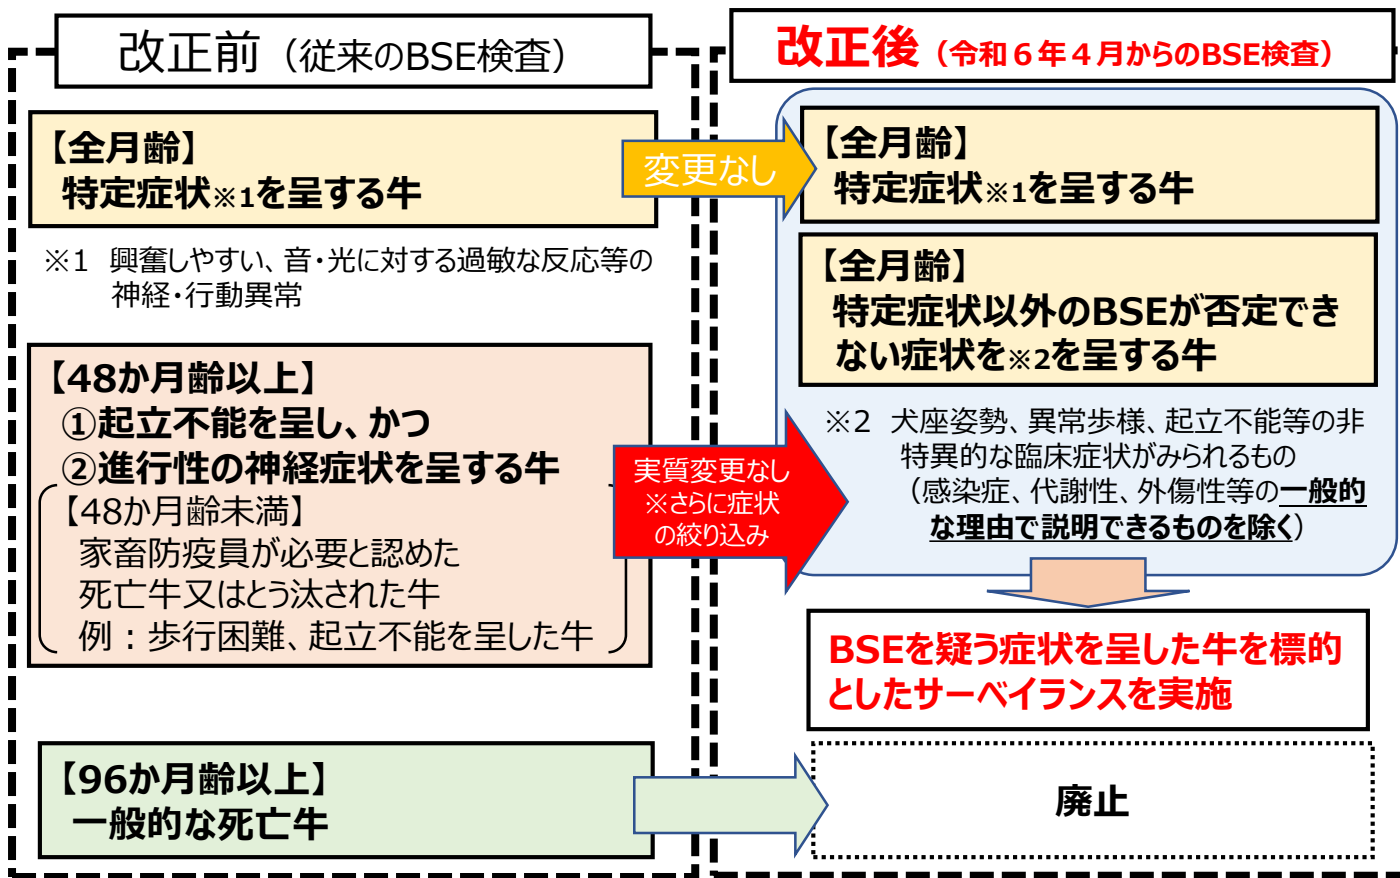 改正前（従来のBSE検査）
【全月齢】
特定症状※1を呈する牛
※1 興奮しやすい、音・光に対する過敏な反応等の
神経・行動異常
【48か月齢以上】
①起立不能を呈し、かつ
②進行性の神経症状を呈する牛
【48か月齢未満】
家畜防疫員が必要と認めた
死亡牛又はとう汰された牛
例：歩行困難、起立不能を呈した牛
【96か月齢以上】
一般的な死亡牛
変更なし
実質変更なし
※さらに症状
の絞り込み
改正後（令和６年４月からのBSE検査）
【全月齢】
特定症状※1を呈する牛
【全月齢】
特定症状以外のBSEが否定でき
ない症状を※2を呈する牛
※2 犬座姿勢、異常歩様、起立不能等の非
特異的な臨床症状がみられるもの
（感染症、代謝性、外傷性等の一般的
な理由で説明できるものを除く）
BSEを疑う症状を呈した牛を標的
としたサーベイランスを実施
廃止